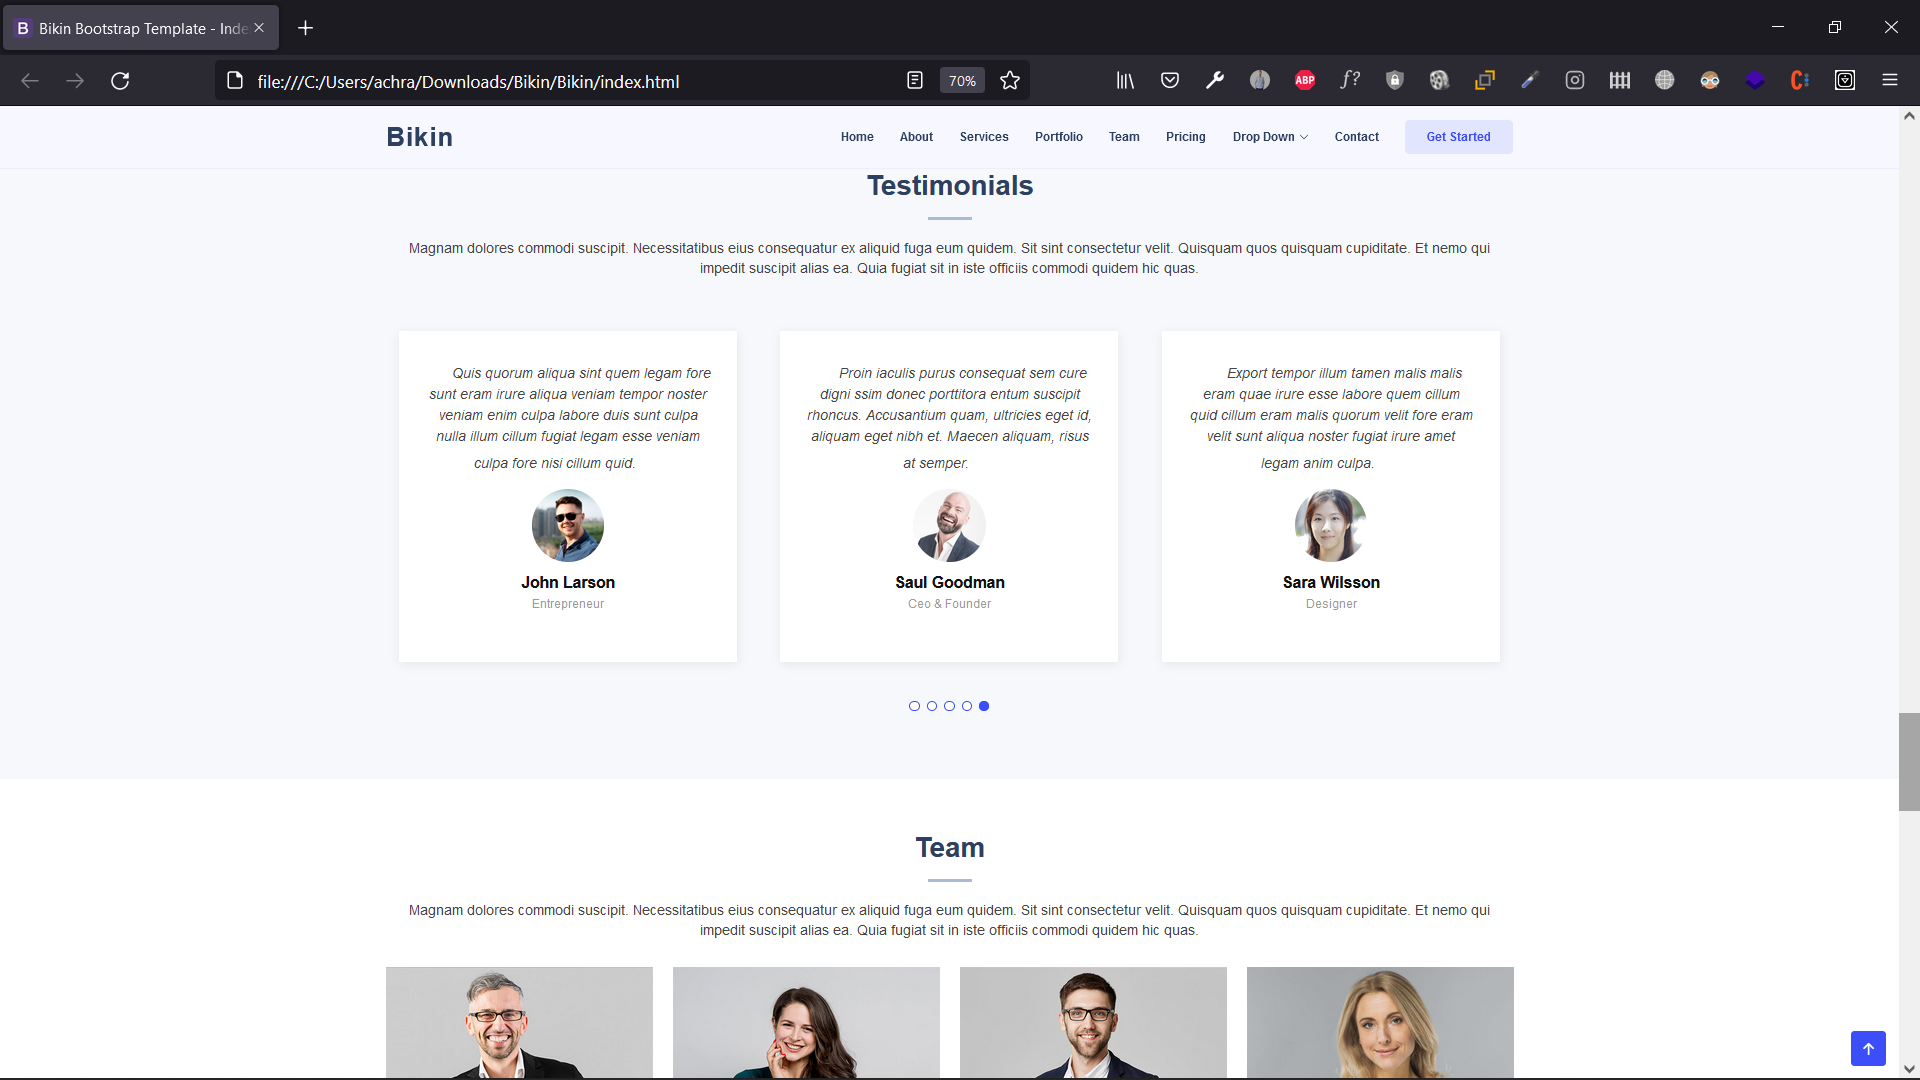 Bikin Bootstrap Template - Inde
file:///C:/Users/achra/Downloads/Bikin/Bikin/index.html
70%
ABP
Bikin
Home About Services Portfolio Team Pricing Drop Down Contact Get Started
Testimonials
Magnam dolores commodi suscipit. Necessitatibus eius consequatur ex aliquid fuga eum quidem. Sit sint consectetur velit. Quisquam quos quisquam cupiditate. Et nemo qui
impedit suscipit alias ea. Quia fugiat sit in iste officiis commodi quidem hic quas.
Quis quorum aliqua sint quem legam fore
sunt eram irure aliqua veniam tempor noster
veniam enim culpa labore duis sunt culpa
nulla illum cillum fugiat legam esse veniam
culpa fore nisi cillum quid.
John Larson
Entrepreneur
Proin iaculis purus consequat sem cure
digni ssim donec porttitora entum suscipit
rhoncus. Accusantium quam, ultricies eget id,
aliquam eget nibh et. Maecen aliquam, risus
at semper.
Saul Goodman
Ceo & Founder
Export tempor illum tamen malis malis
eram quae irure esse labore quem cillum
quid cillum eram malis quorum velit fore eram
velit sunt aliqua noster fugiat irure amet
legam anim culpa.
Sara Wilsson
Designer
Team
Magnam dolores commodi suscipit. Necessitatibus eius consequatur ex aliquid fuga eum quidem. Sit sint consectetur velit. Quisquam quos quisquam cupiditate. Et nemo qui
impedit suscipit alias ea. Quia fugiat sit in iste officiis commodi quidem hic quas.